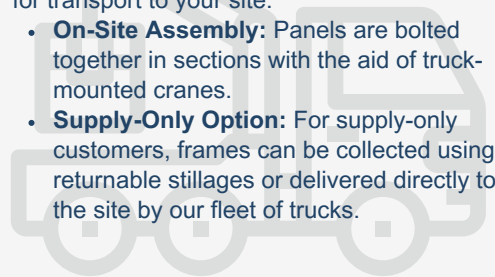 for transport to your site.
• On-Site Assembly: Panels are bolted
together in sections with the aid of truck-
mounted cranes.
• Supply-Only Option: For supply-only
customers, frames can be collected using
returnable stillages or delivered directly to
the site by our fleet of trucks.